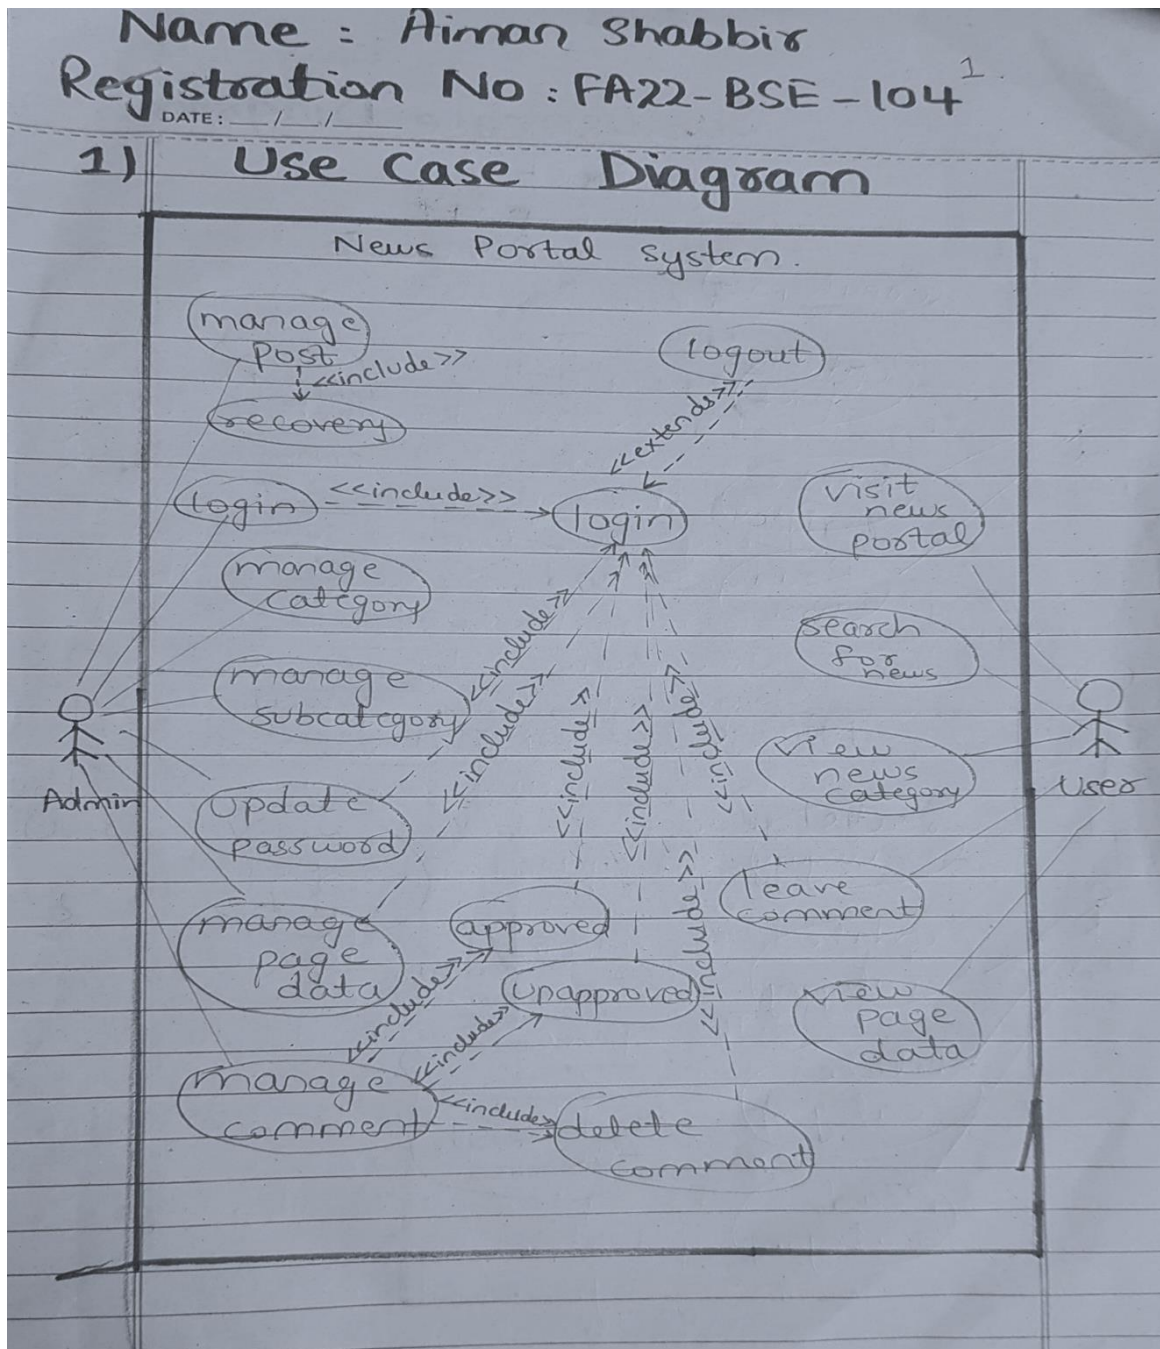 Name : Aiman Shabbir
Registration No : FA22-BSE-104
1.
DATE: __/__/____
1) Use Case Diagram
News Portal System.
manage
post
<<include>>
recovery
logout
<<extends>>
login
<<include>>
login
visit
news
portal
manage
category
search
for
news
manage
subcategory
<<include>>
<<include>>
<<include>>
<<include>>
<<include>>
<<include>>
view
news
category
Admin
User
update
password
leave
comment
manage
page
data
approved
unapproved
<<include>>
<<include>>
view
page
data
manage
comment
<<include>>
delete
comment